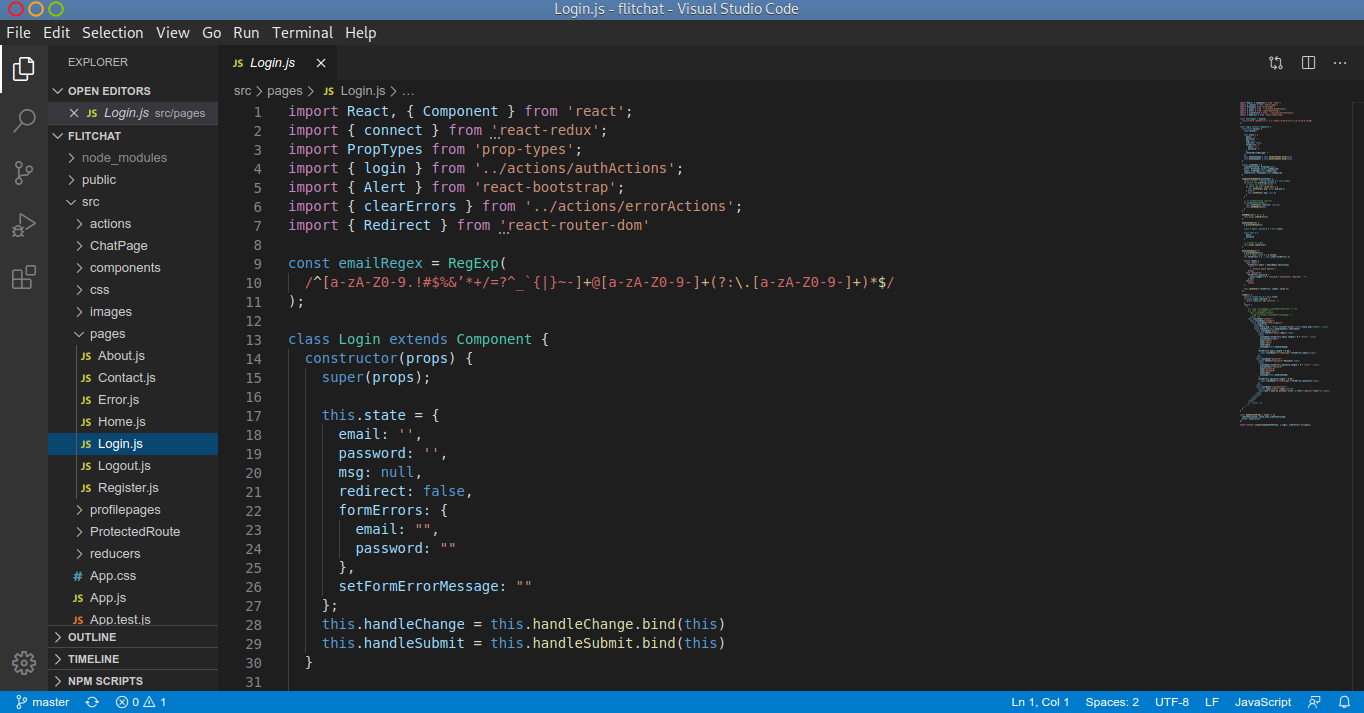 Login.js - flitchat - Visual Studio Code
File Edit Selection View Go Run Terminal Help
EXPLORER
OPEN EDITORS
JS Login.js src/pages
FLITCHAT
node_modules
public
src
actions
ChatPage
components
css
images
pages
JS About.js
JS Contact.js
JS Error.js
JS Home.js
JS Login.js
JS Logout.js
JS Register.js
profilepages
ProtectedRoute
reducers
# App.css
JS App.js
JS App.test.js
OUTLINE
TIMELINE
NPM SCRIPTS
JS Login.js
src > pages > JS Login.js > ...
1 import React, { Component } from 'react';
2 import { connect } from 'react-redux';
3 import PropTypes from 'prop-types';
4 import { login } from '../actions/authActions';
5 import { Alert } from 'react-bootstrap';
6 import { clearErrors } from '../actions/errorActions';
7 import { Redirect } from 'react-router-dom'
8
9 const emailRegex = RegExp(
10 /^[a-zA-Z0-9.!#$%&’*+/=?^_`{|}~-]+@[a-zA-Z0-9-]+(?:\.[a-zA-Z0-9-]+)*$/
11 );
12
13 class Login extends Component {
14 constructor(props) {
15 super(props);
16
17 this.state = {
18 email: '',
19 password: '',
20 msg: null,
21 redirect: false,
22 formErrors: {
23 email: "",
24 password: ""
25 },
26 setFormErrorMessage: ""
27 };
28 this.handleChange = this.handleChange.bind(this)
29 this.handleSubmit = this.handleSubmit.bind(this)
30 }
31
master 0 1 Ln 1, Col 1 Spaces: 2 UTF-8 LF JavaScript